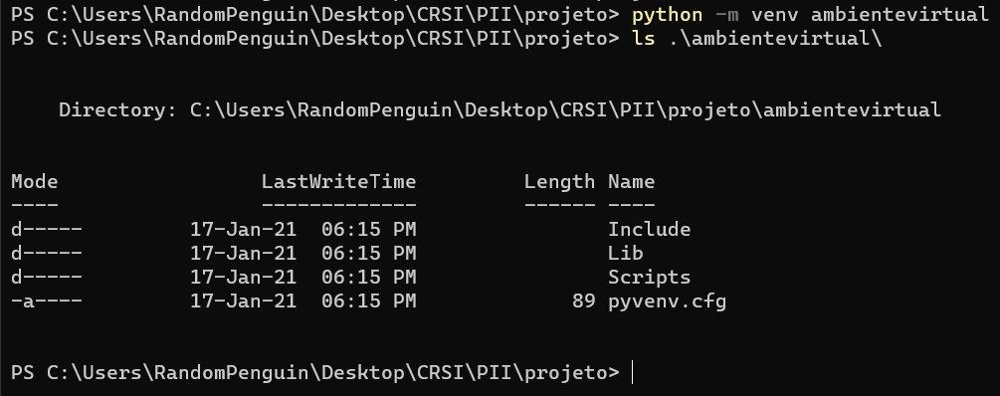 PS C:\Users\RandomPenguin\Desktop\CRSI\PII\projeto> python -m venv ambientevirtual
PS C:\Users\RandomPenguin\Desktop\CRSI\PII\projeto> ls .\ambientevirtual\
Directory: C:\Users\RandomPenguin\Desktop\CRSI\PII\projeto\ambientevirtual
Mode LastWriteTime Length Name
---- ------------- ------ ----
d----- 17-Jan-21 06:15 PM Include
d----- 17-Jan-21 06:15 PM Lib
d----- 17-Jan-21 06:15 PM Scripts
-a---- 17-Jan-21 06:15 PM 89 pyvenv.cfg
PS C:\Users\RandomPenguin\Desktop\CRSI\PII\projeto>